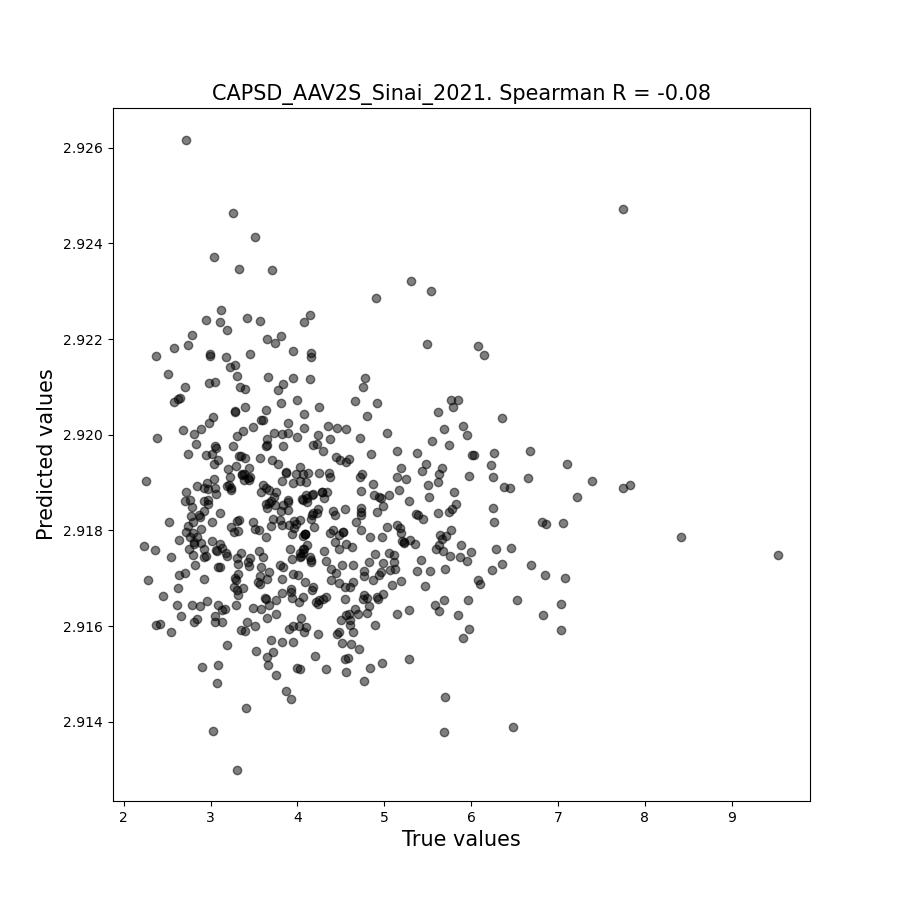 CAPSD_AAV2S_Sinai_2021. Spearman R = -0.08
2.926
2.924
2.922
2.920
2.918
2.916
2.914
Predicted values
2 3 4 5 6 7 8 9
True values